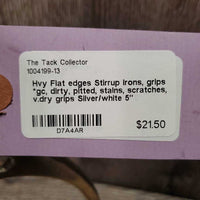 The Tack Collector
1004199-13
Hvy Flat edges Stirrup Irons, grips
*gc, dirty, pitted, stains, scratches,
v.dry grips Silver/white 5"
D7A4AR
$21.50